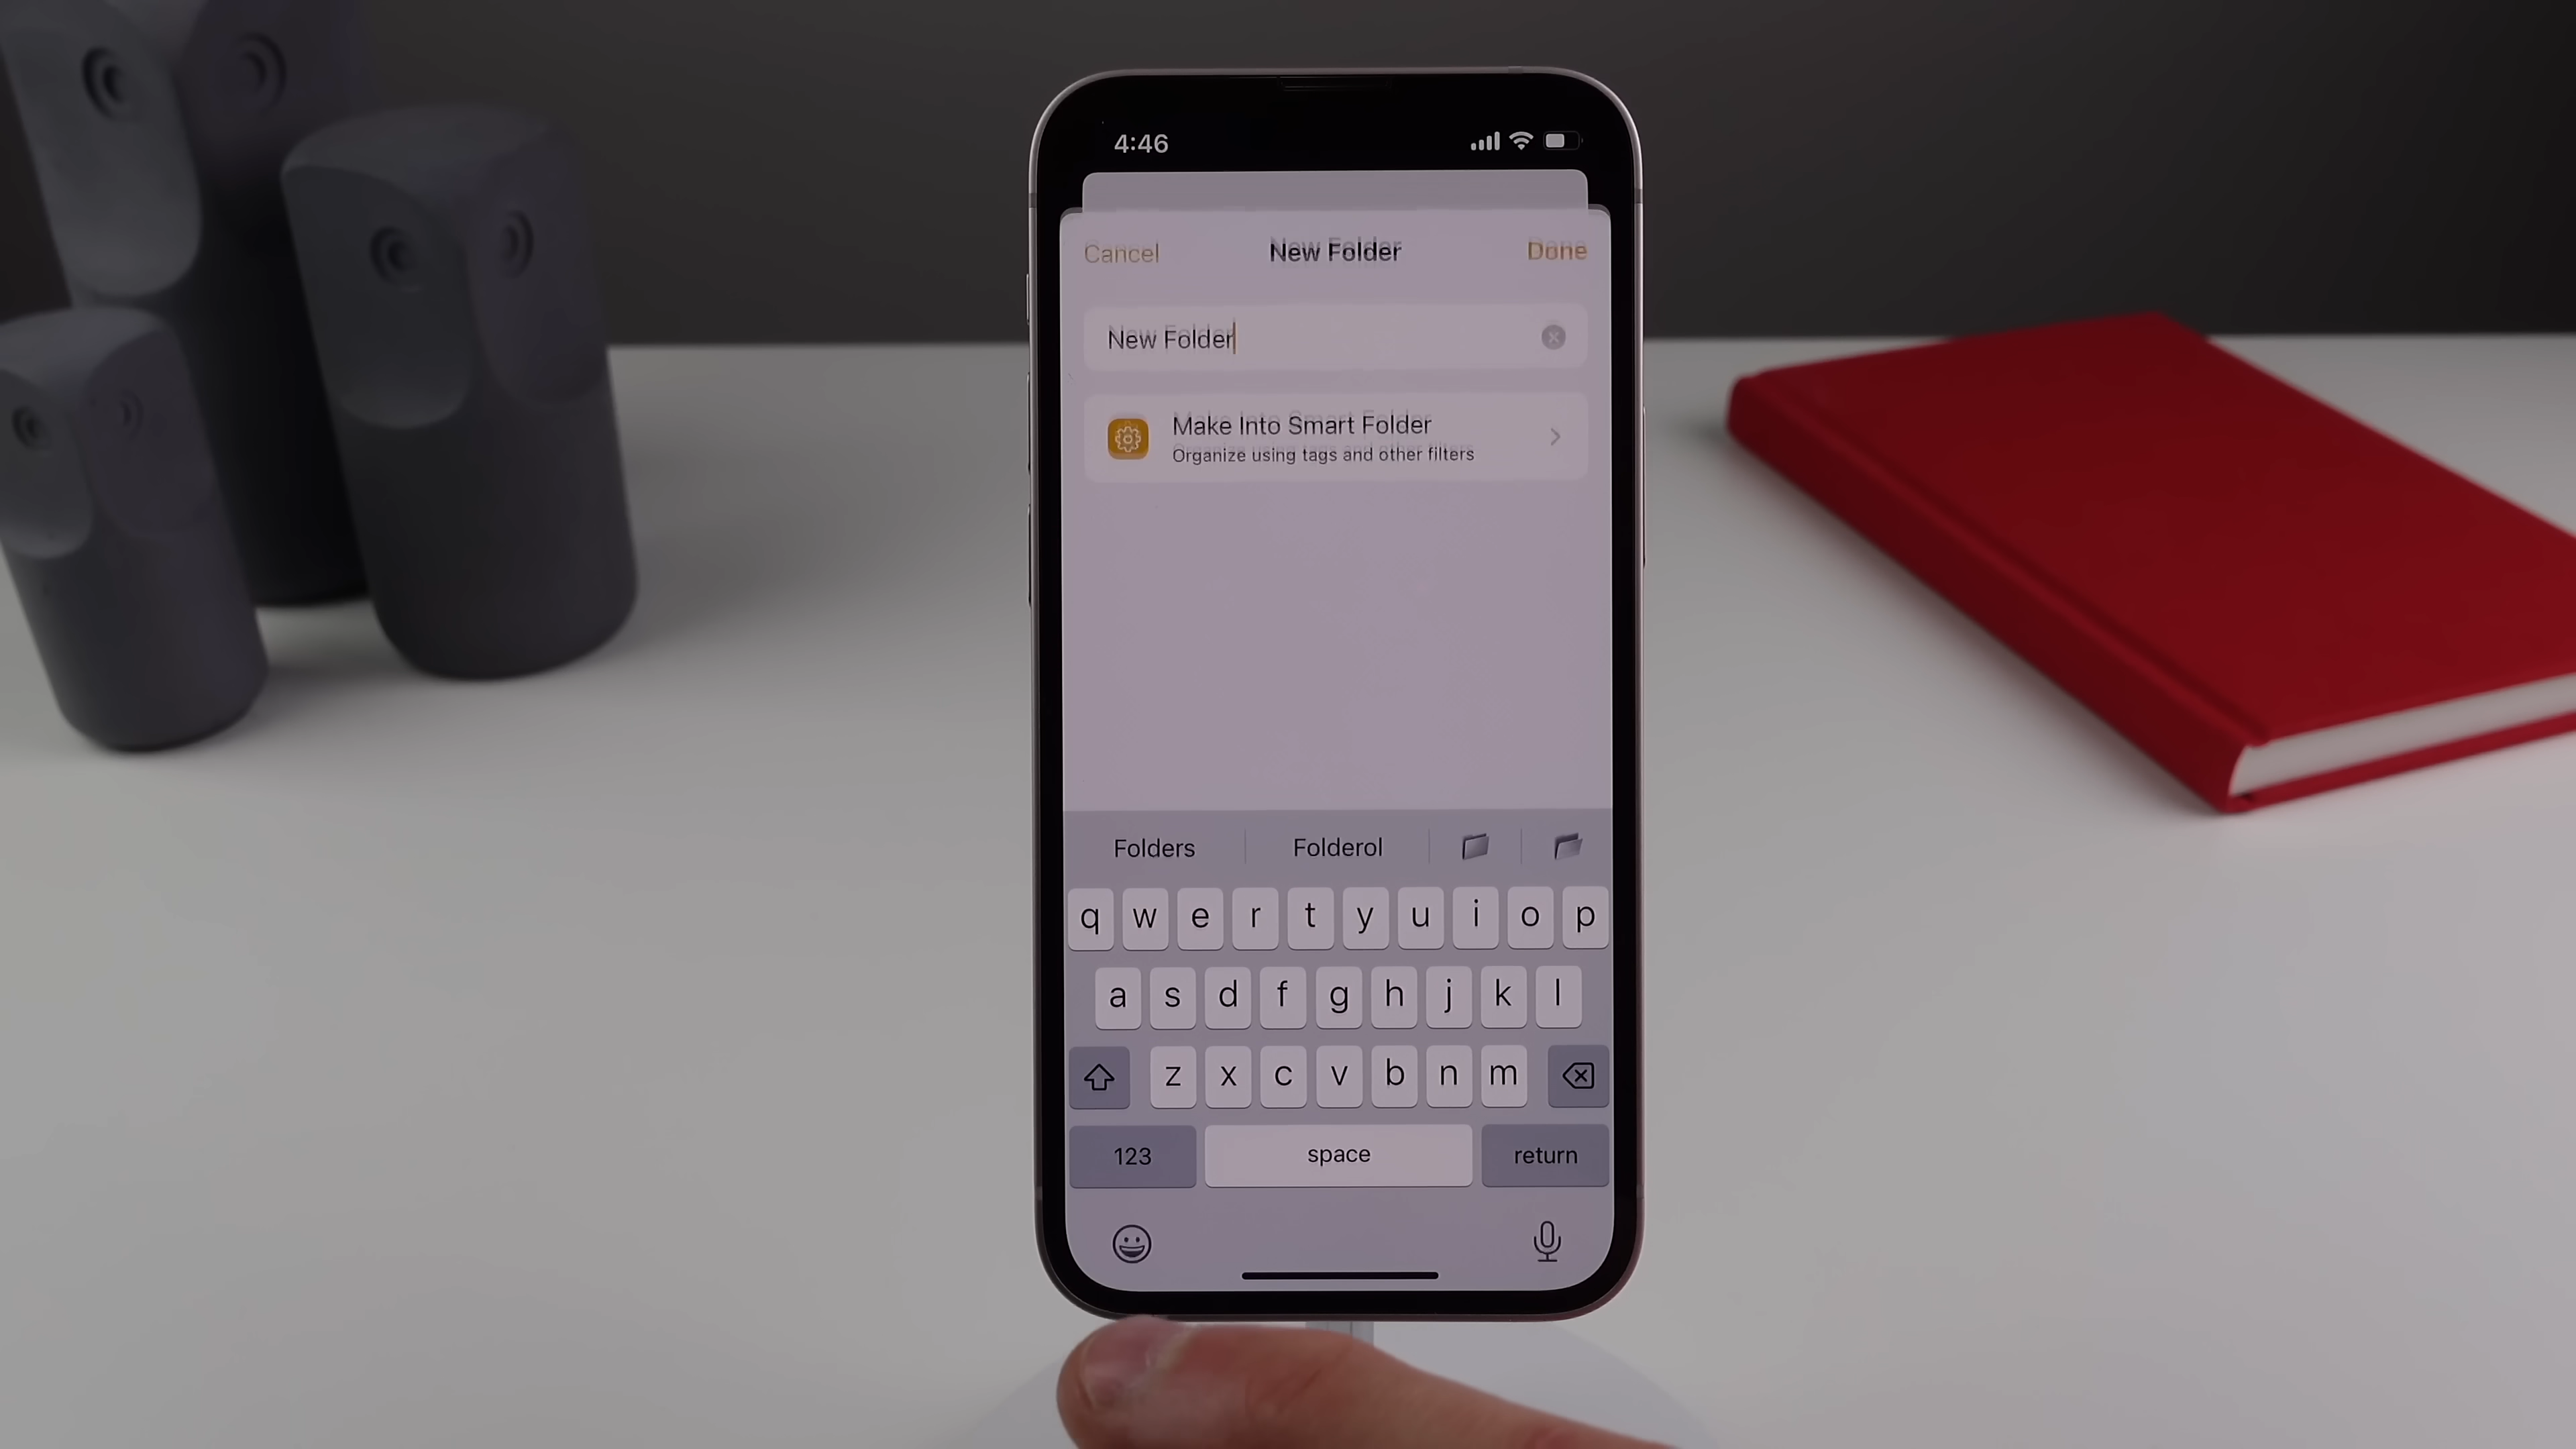 4:46
Cancel New Folder Done
New Folder
Make Into Smart Folder
Organize using tags and other filters
Folders Folderol
q w e r t y u i o p
a s d f g h j k l
z x c v b n m
123 space return